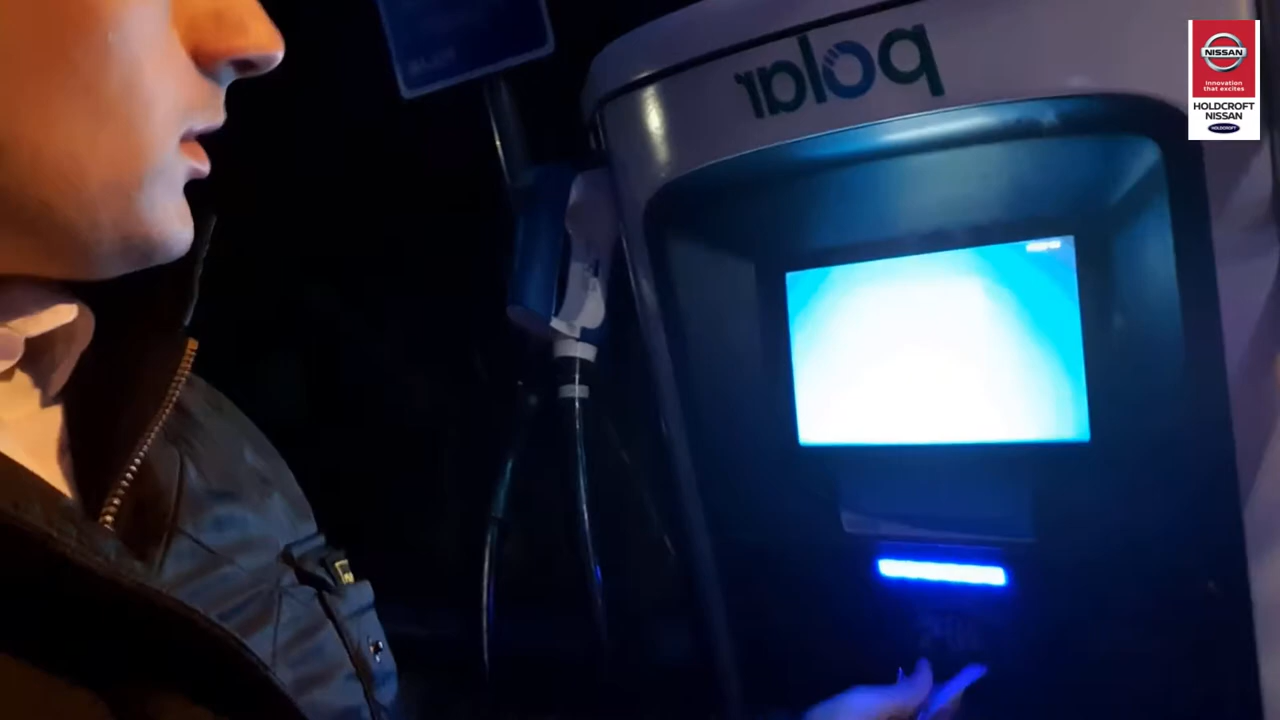 polar
NISSAN
Innovation
that excites
HOLDCROFT
NISSAN
HOLDCROFT